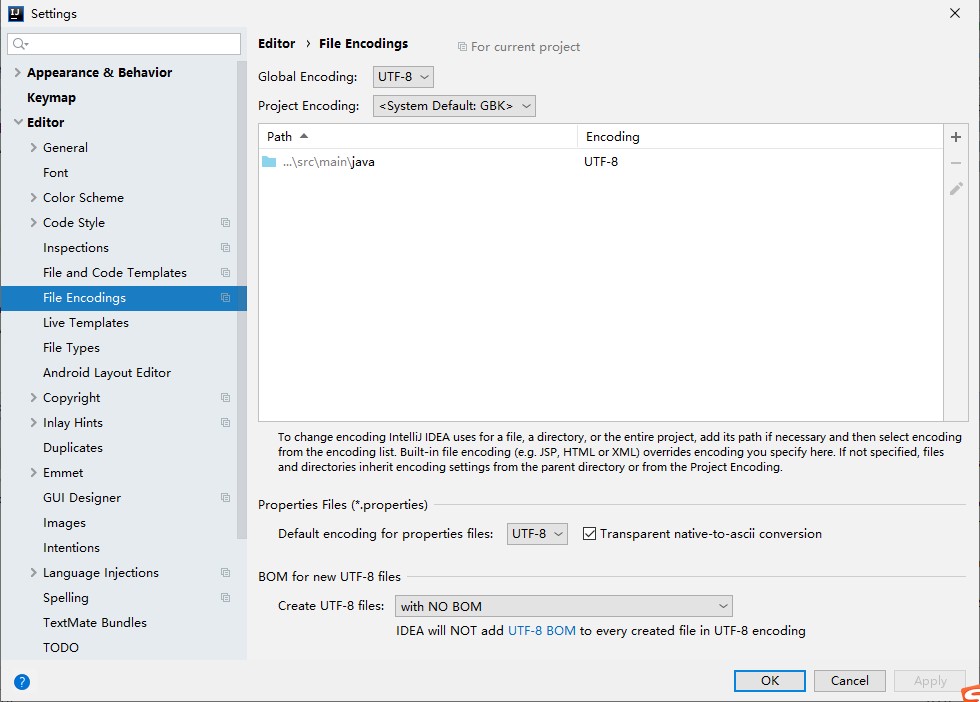 Settings
Editor › File Encodings
For current project
Appearance & Behavior
Keymap
Editor
General
Font
Color Scheme
Code Style
Inspections
File and Code Templates
File Encodings
Live Templates
File Types
Android Layout Editor
Copyright
Inlay Hints
Duplicates
Emmet
GUI Designer
Images
Intentions
Language Injections
Spelling
TextMate Bundles
TODO
Global Encoding: UTF-8
Project Encoding: <System Default: GBK>
Path Encoding
...\src\main\java UTF-8
To change encoding IntelliJ IDEA uses for a file, a directory, or the entire project, add its path if necessary and then select encoding
from the encoding list. Built-in file encoding (e.g. JSP, HTML or XML) overrides encoding you specify here. If not specified, files
and directories inherit encoding settings from the parent directory or from the Project Encoding.
Properties Files (*.properties)
Default encoding for properties files: UTF-8 Transparent native-to-ascii conversion
BOM for new UTF-8 files
Create UTF-8 files: with NO BOM
IDEA will NOT add UTF-8 BOM to every created file in UTF-8 encoding
? OK Cancel Apply